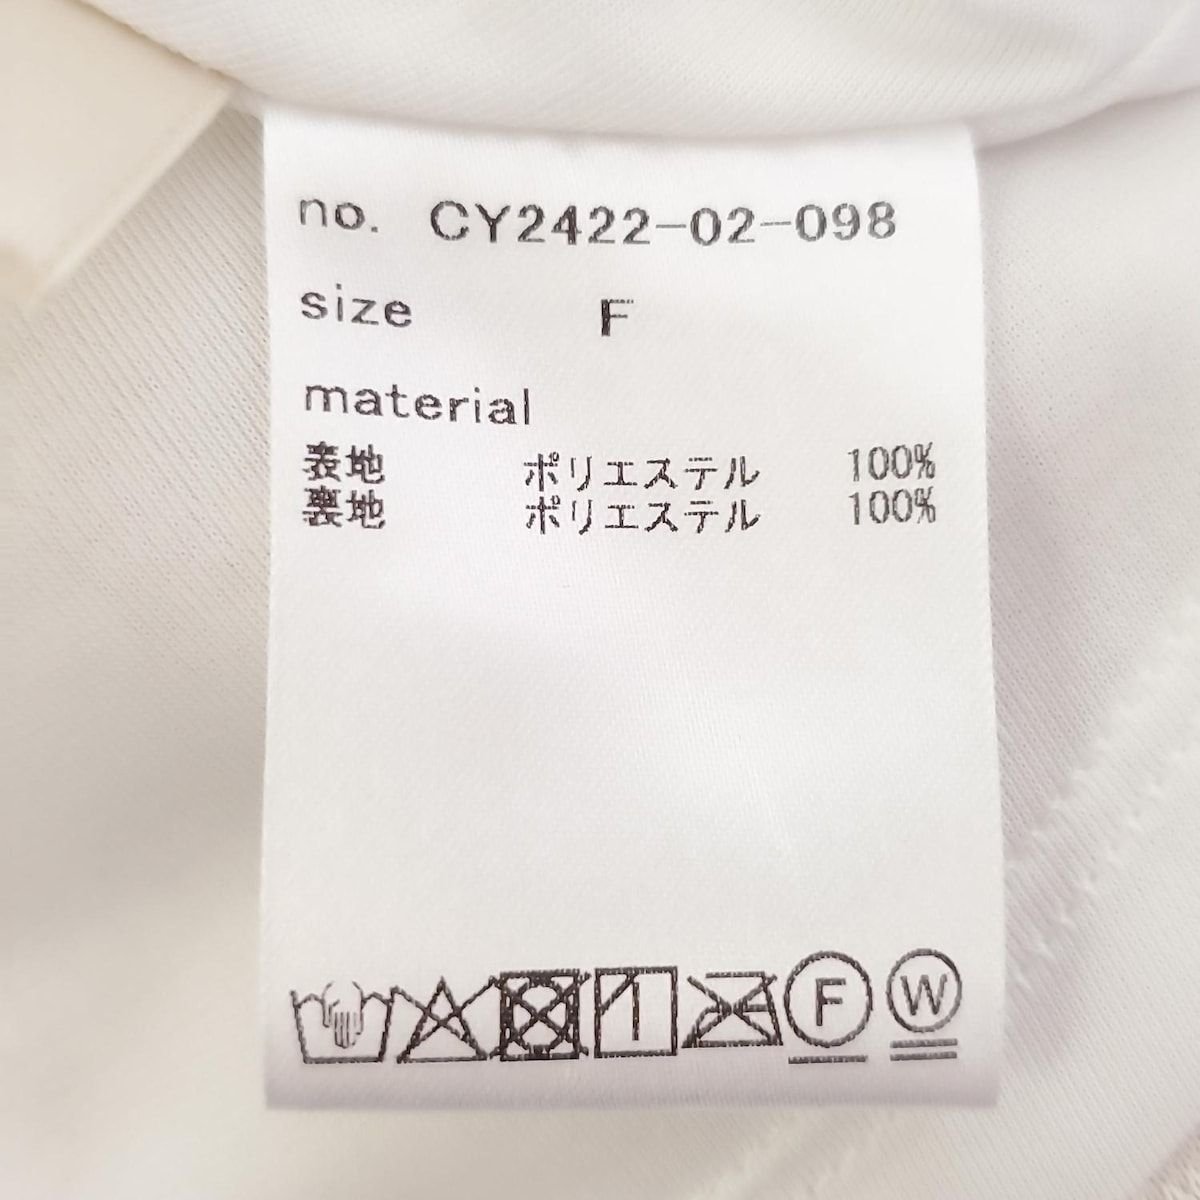 no. CY2422-02-098
size F
material
表地 ポリエステル 100%
裏地 ポリエステル 100%
F W